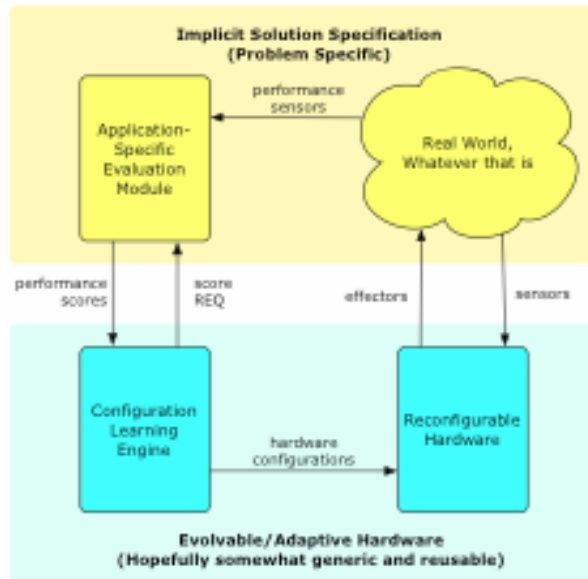 Implicit Solution Specification
(Problem Specific)
performance
sensors
Application-
Specific
Evaluation
Module
Real World,
Whatever that is
performance
scores
score
REQ
effectors
sensors
Configuration
Learning
Engine
hardware
configurations
Reconfigurable
Hardware
Evolvable/Adaptive Hardware
(Hopefully somewhat generic and reusable)